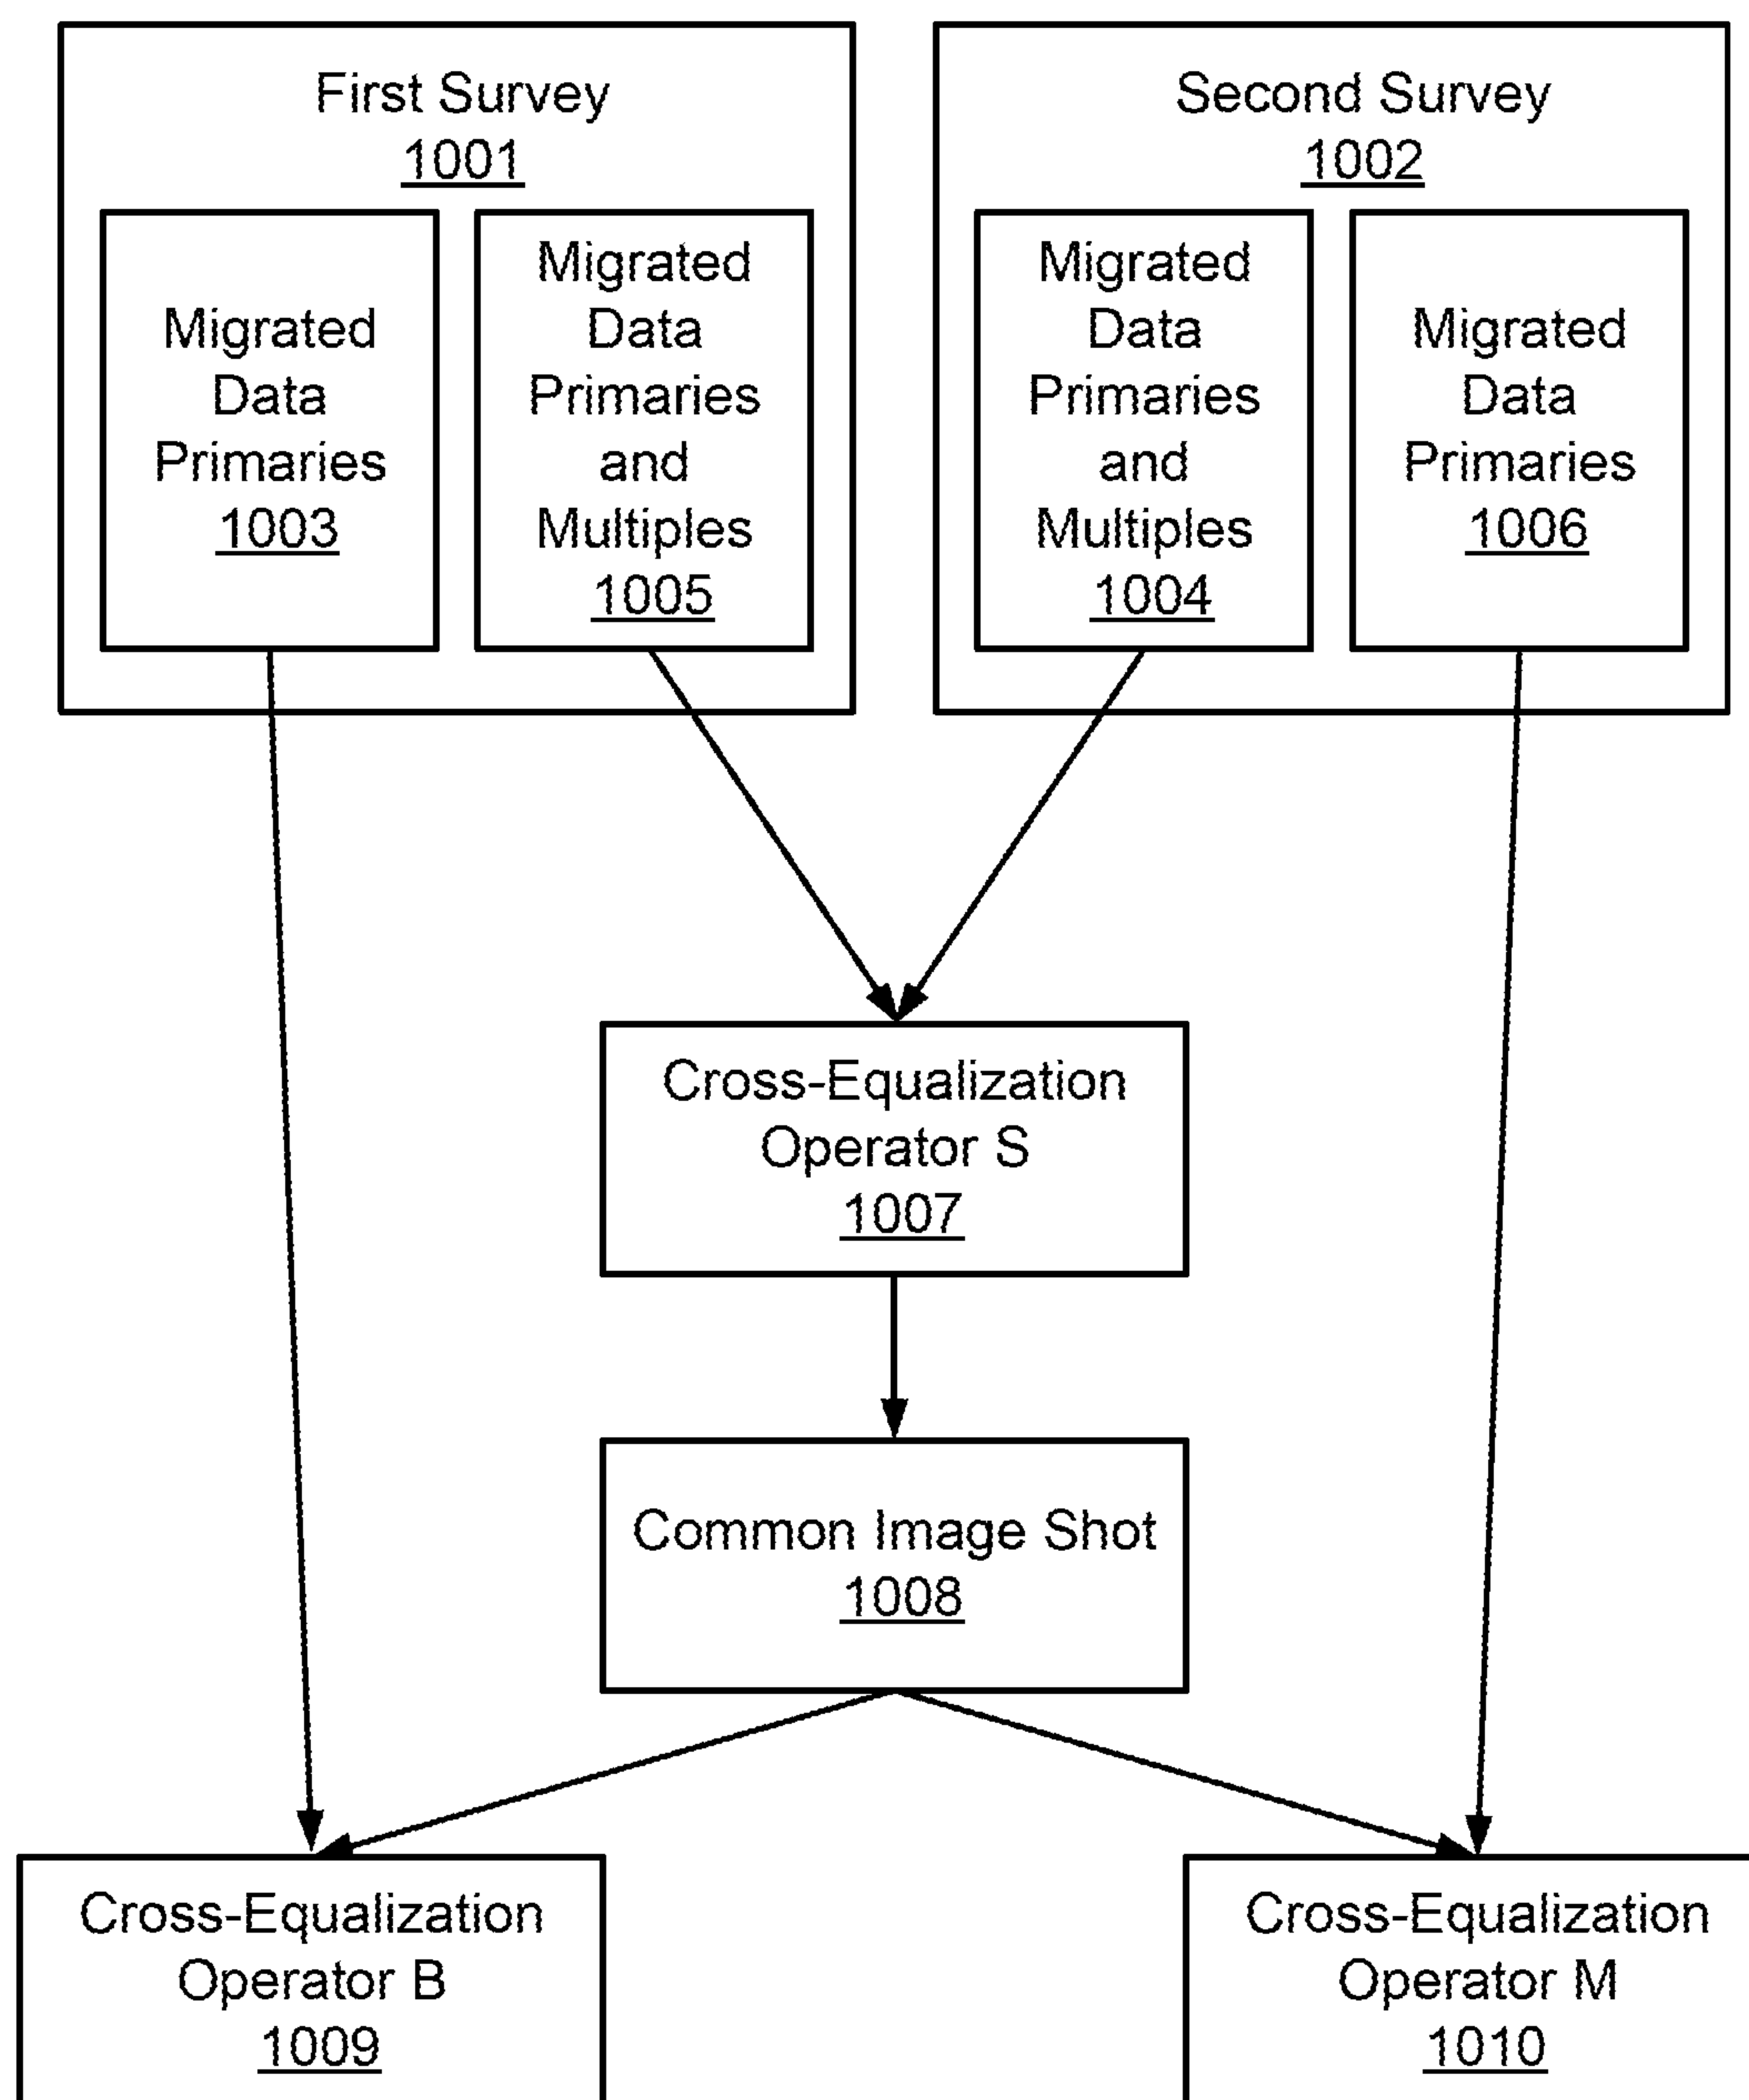 First Survey
1001
Second Survey
1002
Migrated
Data
Primaries
1003
Migrated
Data
Primaries
and
Multiples
1005
Migrated
Data
Primaries
and
Multiples
1004
Migrated
Data
Primaries
1006
Cross-Equalization
Operator S
1007
Common Image Shot
1008
Cross-Equalization
Operator B
1009
Cross-Equalization
Operator M
1010